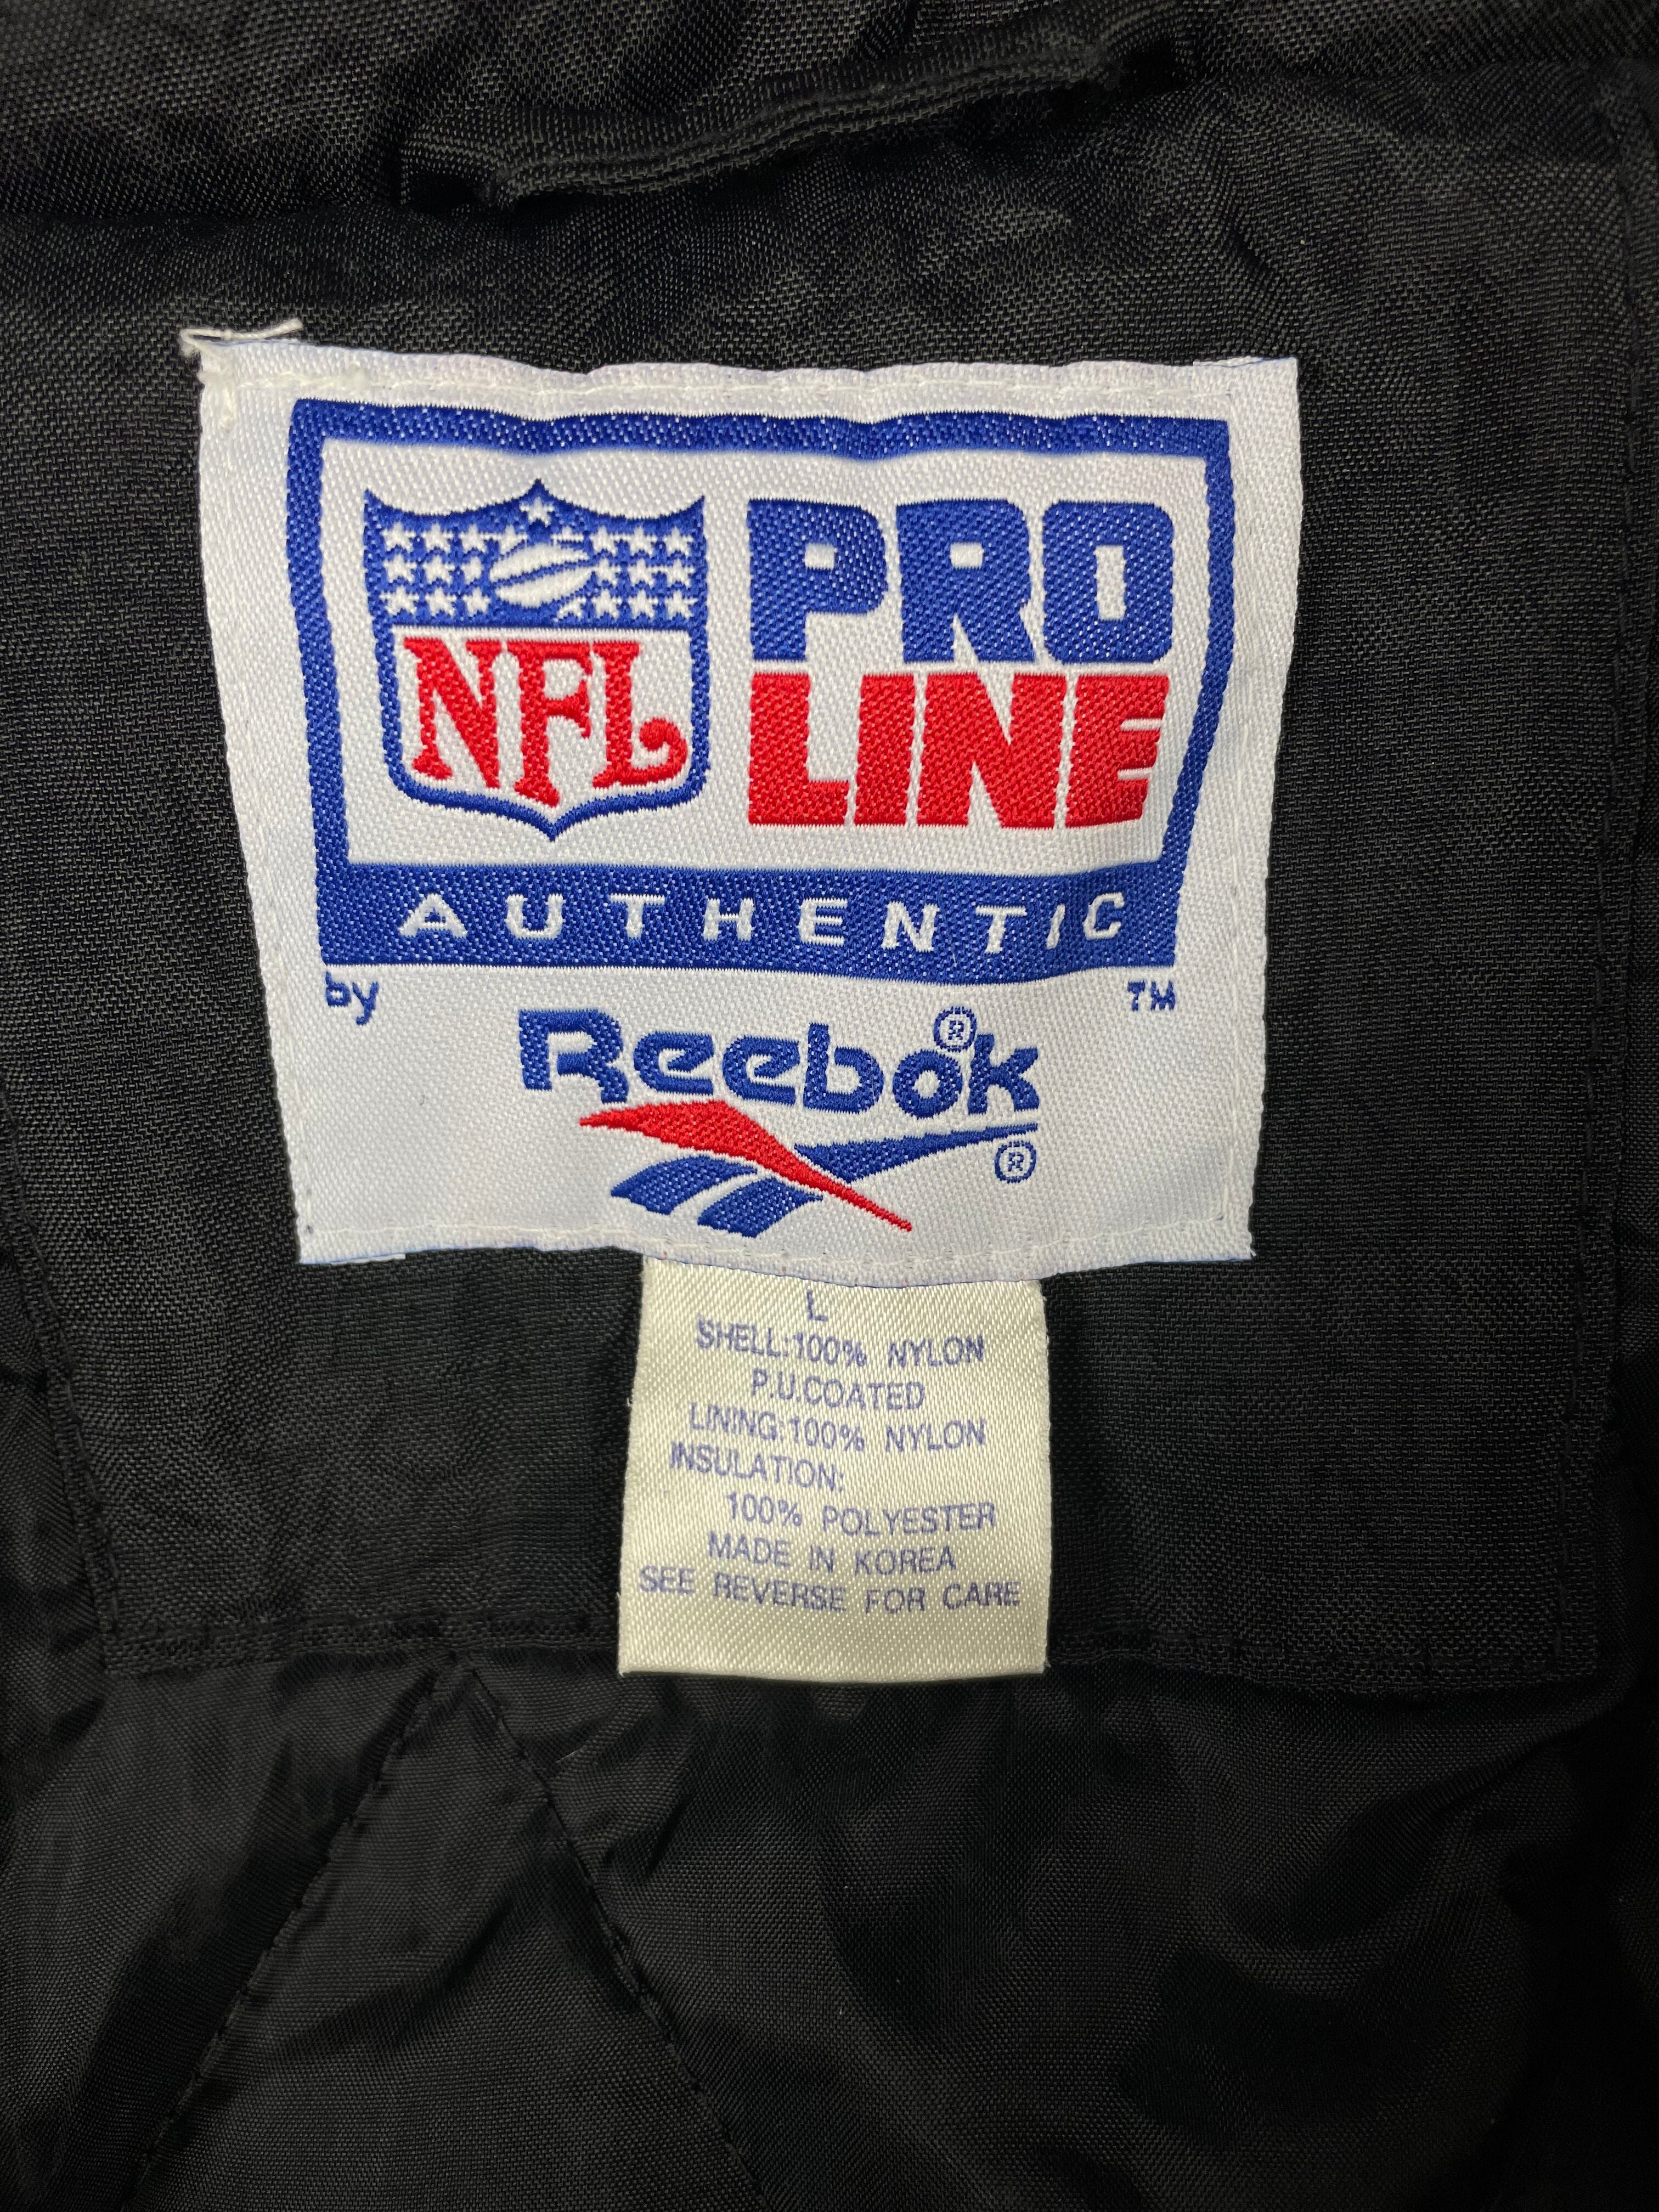 NFL
PRO
LINE
AUTHENTIC
by
TM
Reebok®
®
L
SHELL:100% NYLON
P.U.COATED
LINING:100% NYLON
INSULATION:
100% POLYESTER
MADE IN KOREA
SEE REVERSE FOR CARE